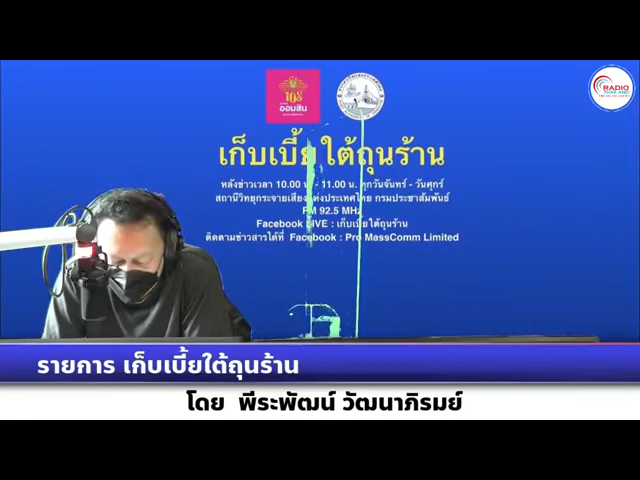 RADIO
THAILAND
ออมสิน
เก็บเบี้ยใต้ถุนร้าน
หลังข่าวเวลา 10.00 น. - 11.00 น. ทุกวันจันทร์ - วันศุกร์
สถานีวิทยุกระจายเสียงแห่งประเทศไทย กรมประชาสัมพันธ์
FM 92.5 MHz
Facebook LIVE : เก็บเบี้ยใต้ถุนร้าน
ติดตามข่าวสารได้ที่ Facebook : Pro MassComm Limited
รายการ เก็บเบี้ยใต้ถุนร้าน
โดย พีระพัฒน์ วัฒนาภิรมย์